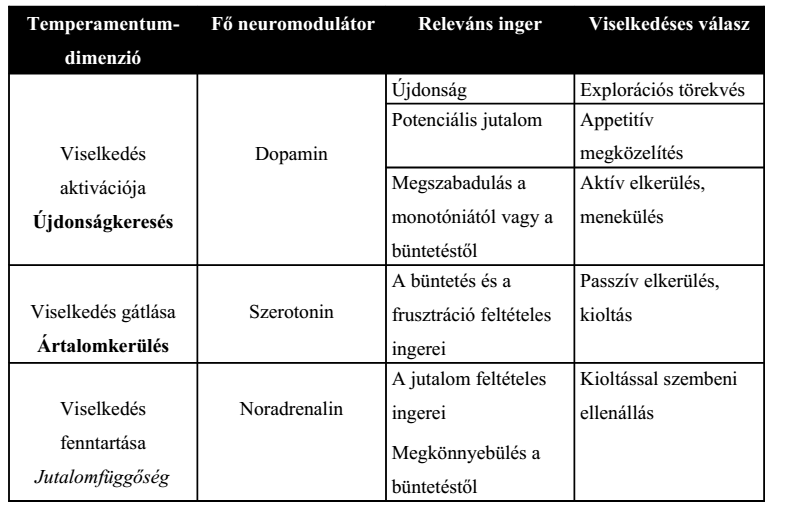 Temperamentum-
dimenzió
Fő neuromodulátor
Releváns inger
Viselkedéses válasz
Viselkedés
aktivációja
Újdonságkeresés
Dopamin
Újdonság
Explorációs törekvés
Potenciális jutalom
Appetitív
megközelítés
Megszabadulás a
monotóniától vagy a
büntetéstől
Aktív elkerülés,
menekülés
Viselkedés gátlása
Ártalomkerülés
Szerotonin
A büntetés és a
frusztráció feltételes
ingerei
Passzív elkerülés,
kioltás
Viselkedés
fenntartása
Jutalomfüggőség
Noradrenalin
A jutalom feltételes
ingerei
Megkönnyebülés a
büntetéstől
Kioltással szembeni
ellenállás